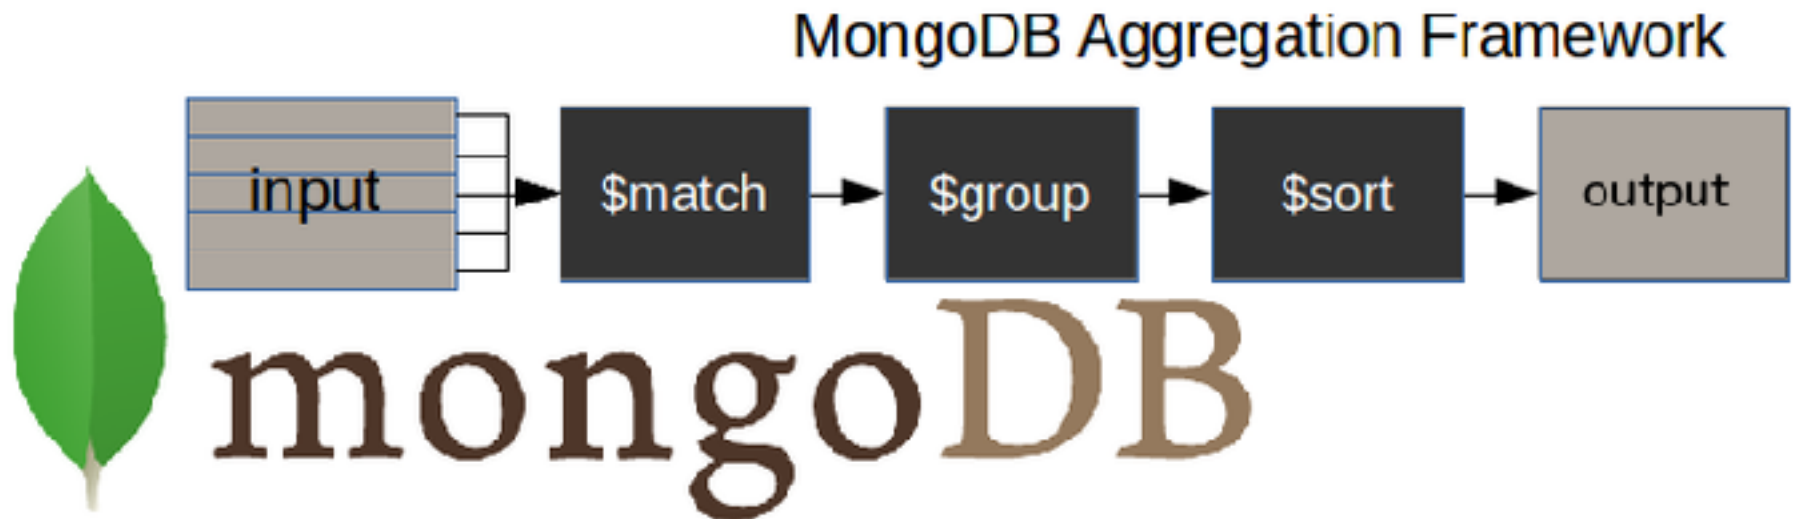 MongoDB Aggregation Framework
input
$match
$group
$sort
output
mongoDB